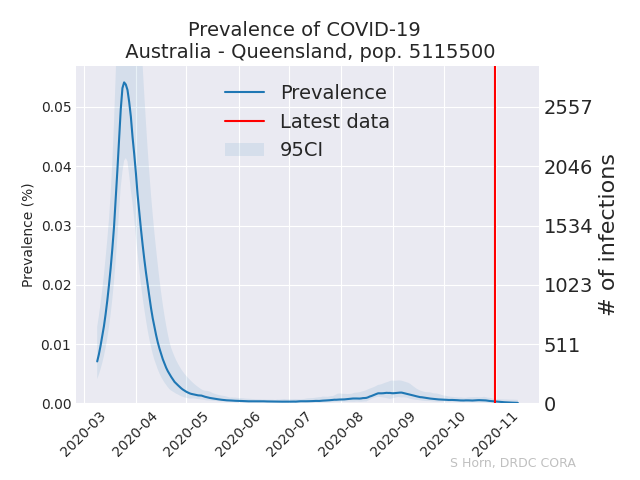 Prevalence of COVID-19
Australia - Queensland, pop. 5115500
Prevalence
Latest data
95CI
Prevalence (%)
0.05
0.04
0.03
0.02
0.01
0.00
2557
2046
1534
1023
511
0
# of infections
2020-03
2020-04
2020-05
2020-06
2020-07
2020-08
2020-09
2020-10
2020-11
S Horn, DRDC CORA